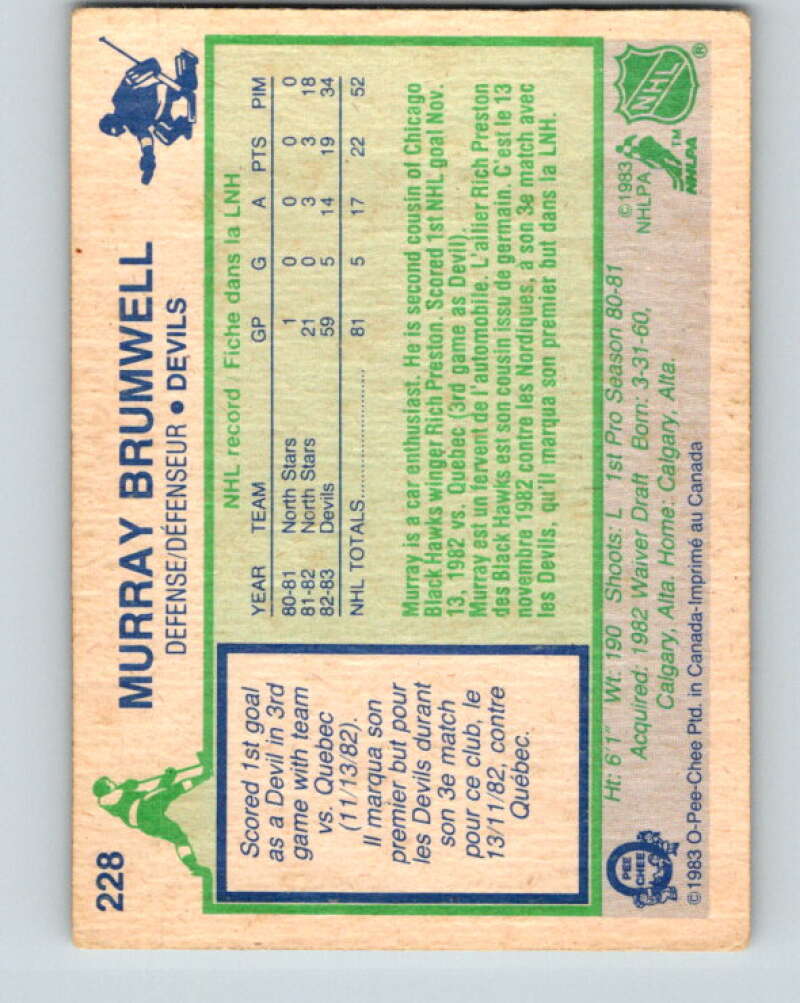 228
MURRAY BRUMWELL
DEFENSE/DÉFENSEUR • DEVILS
Scored 1st goal
as a Devil in 3rd
game with team
vs. Quebec
(11/13/82).
Il marqua son
premier but pour
les Devils durant
son 3e match
pour ce club, le
13/11/82, contre
Québec.
NHL record / Fiche dans la LNH
YEAR TEAM GP G A PTS PIM
80-81 North Stars 1 0 0 0 0
81-82 North Stars 21 0 3 3 18
82-83 Devils 59 5 14 19 34
NHL TOTALS 81 5 17 22 52
Murray is a car enthusiast. He is second cousin of Chicago
Black Hawks winger Rich Preston. Scored 1st NHL goal Nov.
13, 1982 vs. Quebec (3rd game as Devil).
Murray est un fervent de l'automobile. L'ailier Rich Preston
des Black Hawks est son cousin issu de germain. C'est le 13
novembre 1982 contre les Nordiques, à son 3e match avec
les Devils, qu'il marqua son premier but dans la LNH.
Ht: 6'1" Wt: 190 Shoots: L 1st Pro Season 80-81
Acquired: 1982 Waiver Draft Born: 3-31-60,
Calgary, Alta. Home: Calgary, Alta.
©1983 O-Pee-Chee Ptd. in Canada-Imprimé au Canada
O
PEE
CHEE
©1983
NHLPA
NHLPA
TM
NHL
®